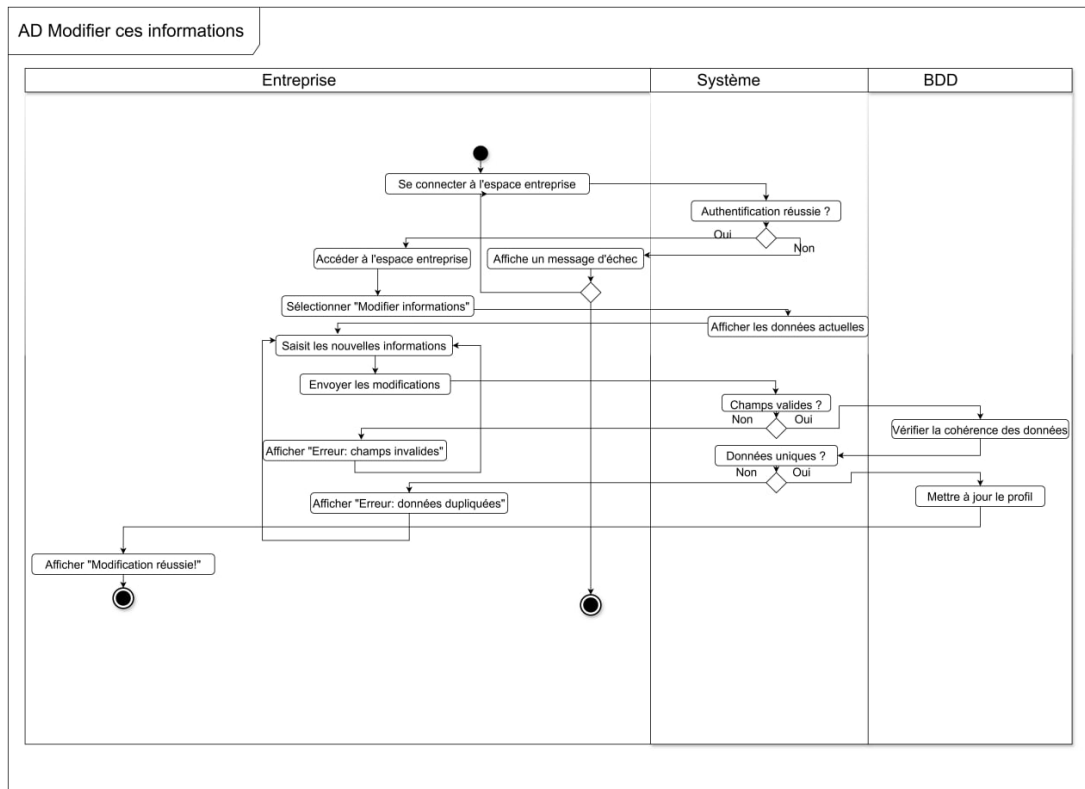 AD Modifier ces informations
Entreprise
Système
BDD
Se connecter à l'espace entreprise
Authentification réussie ?
Oui
Non
Accéder à l'espace entreprise
Affiche un message d'échec
Sélectionner "Modifier informations"
Afficher les données actuelles
Saisit les nouvelles informations
Envoyer les modifications
Champs valides ?
Non
Oui
Vérifier la cohérence des données
Afficher "Erreur: champs invalides"
Données uniques ?
Non
Oui
Afficher "Erreur: données dupliquées"
Mettre à jour le profil
Afficher "Modification réussie!"